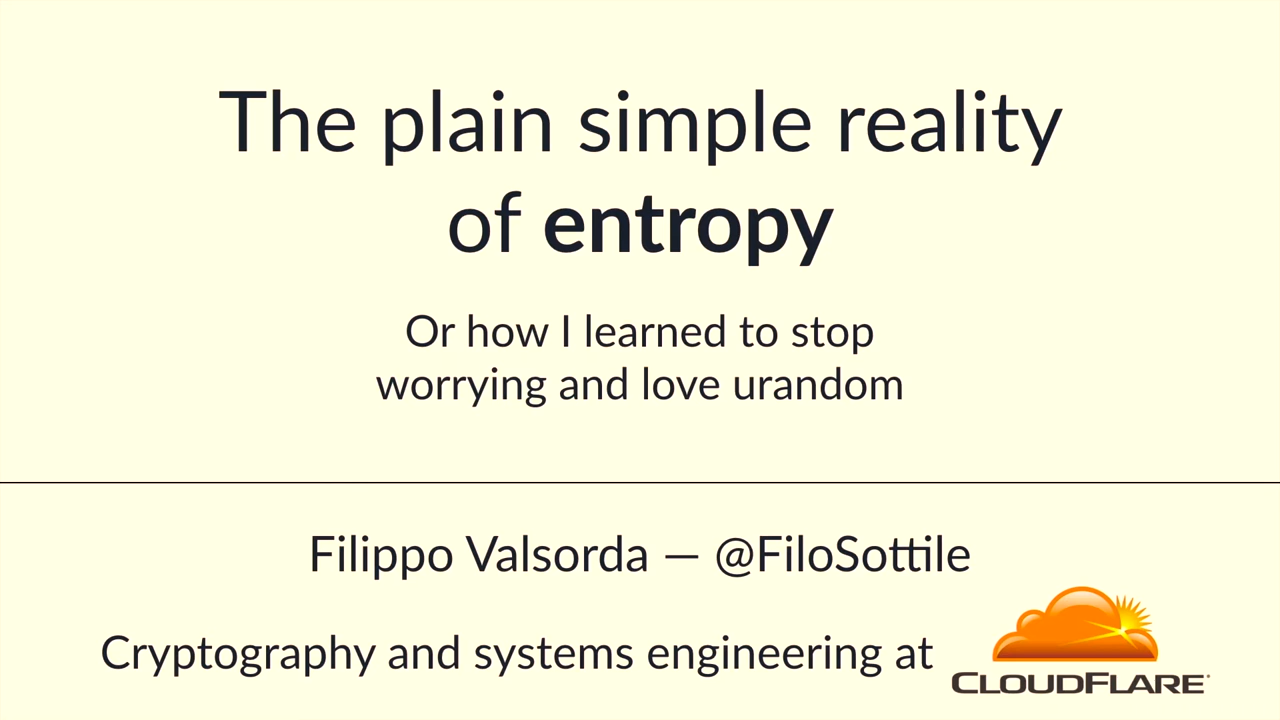 The plain simple reality
of entropy
Or how I learned to stop
worrying and love urandom
Filippo Valsorda — @FiloSottile
Cryptography and systems engineering at
CLOUDFLARE